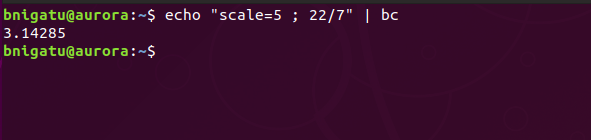 bnigatu@aurora:~$ echo "scale=5 ; 22/7" | bc
3.14285
bnigatu@aurora:~$